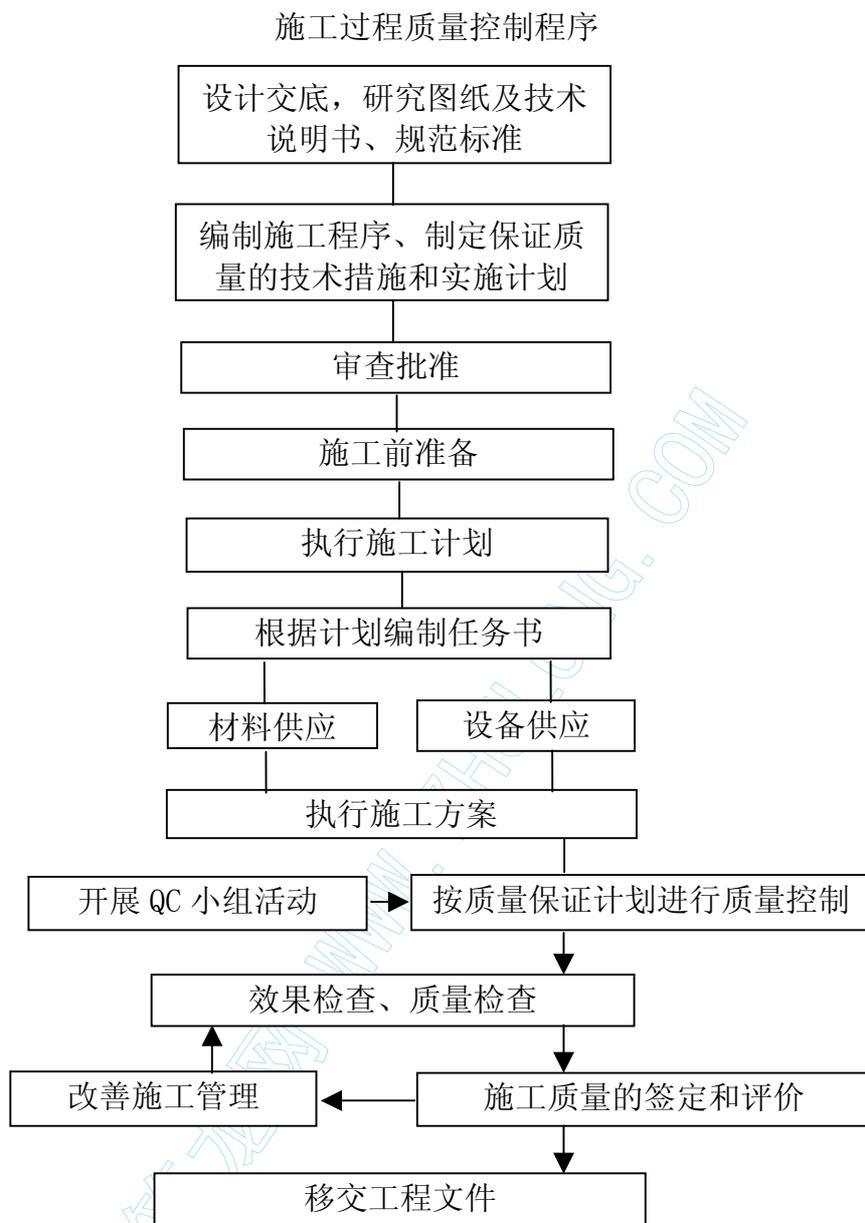 施工过程质量控制程序
设计交底，研究图纸及技术
说明书、规范标准
编制施工程序、制定保证质
量的技术措施和实施计划
审查批准
施工前准备
执行施工计划
根据计划编制任务书
材料供应
设备供应
执行施工方案
开展 QC 小组活动
按质量保证计划进行质量控制
效果检查、质量检查
改善施工管理
施工质量的签定和评价
移交工程文件